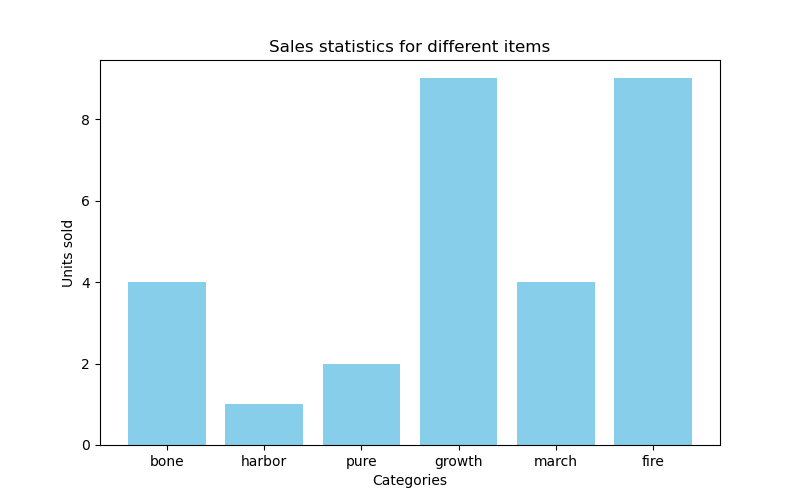 Sales statistics for different items
Units sold
8
6
4
2
0
bone harbor pure growth march fire
Categories